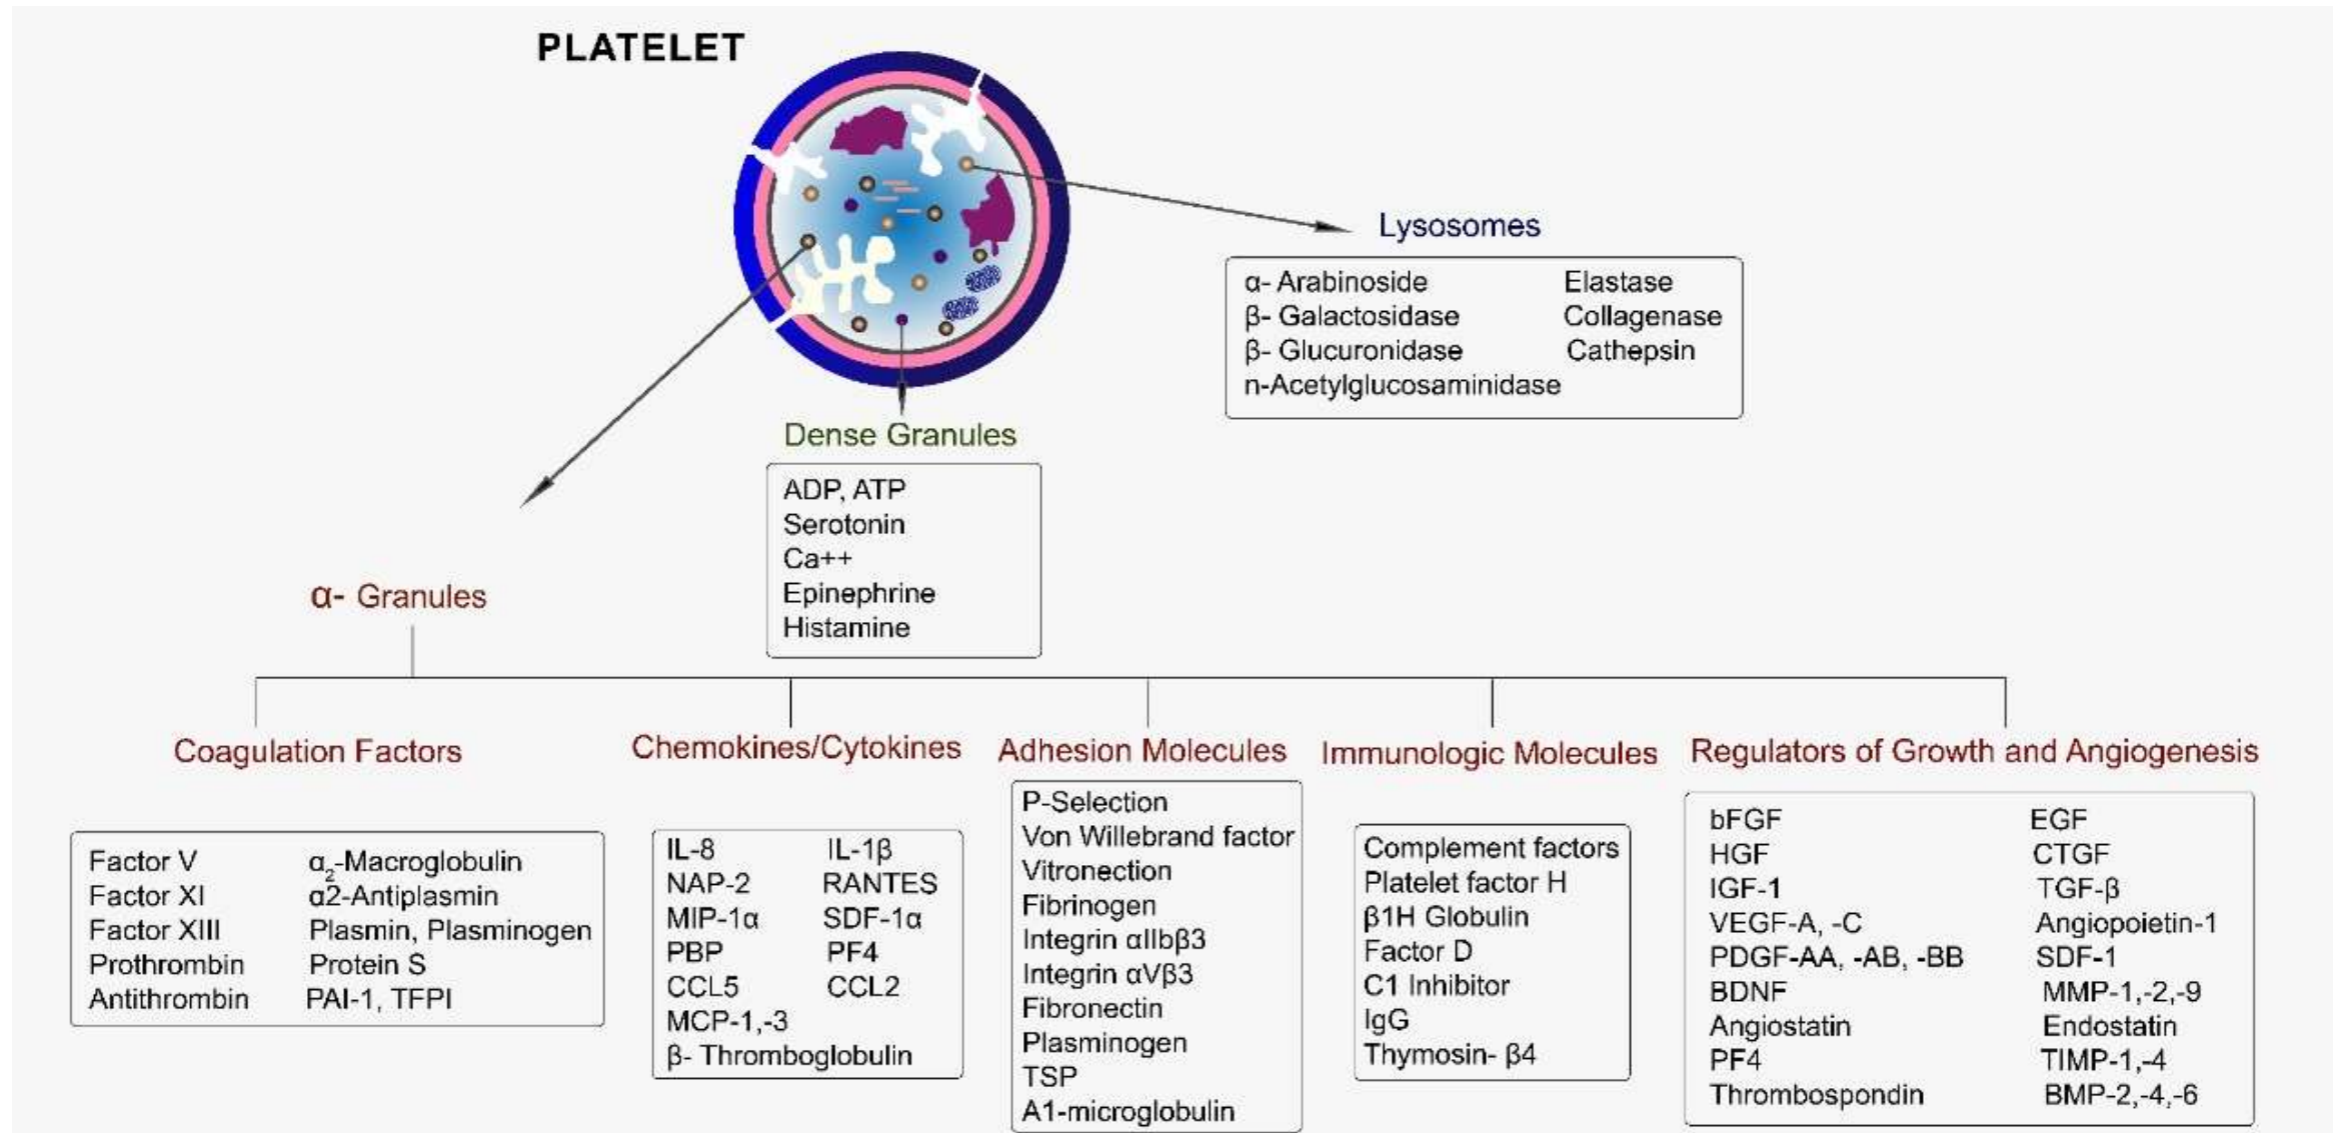 PLATELET
Lysosomes
α- Arabinoside Elastase
β- Galactosidase Collagenase
β- Glucuronidase Cathepsin
n-Acetylglucosaminidase
Dense Granules
ADP, ATP
Serotonin
Ca++
Epinephrine
Histamine
α- Granules
Coagulation Factors
Factor V α2-Macroglobulin
Factor XI α2-Antiplasmin
Factor XIII Plasmin, Plasminogen
Prothrombin Protein S
Antithrombin PAI-1, TFPI
Chemokines/Cytokines
IL-8 IL-1β
NAP-2 RANTES
MIP-1α SDF-1α
PBP PF4
CCL5 CCL2
MCP-1,-3
β- Thromboglobulin
Adhesion Molecules
P-Selection
Von Willebrand factor
Vitronection
Fibrinogen
Integrin αIIbβ3
Integrin αVβ3
Fibronectin
Plasminogen
TSP
A1-microglobulin
Immunologic Molecules
Complement factors
Platelet factor H
β1H Globulin
Factor D
C1 Inhibitor
IgG
Thymosin- β4
Regulators of Growth and Angiogenesis
bFGF EGF
HGF CTGF
IGF-1 TGF-β
VEGF-A, -C Angiopoietin-1
PDGF-AA, -AB, -BB SDF-1
BDNF MMP-1,-2,-9
Angiostatin Endostatin
PF4 TIMP-1,-4
Thrombospondin BMP-2,-4,-6